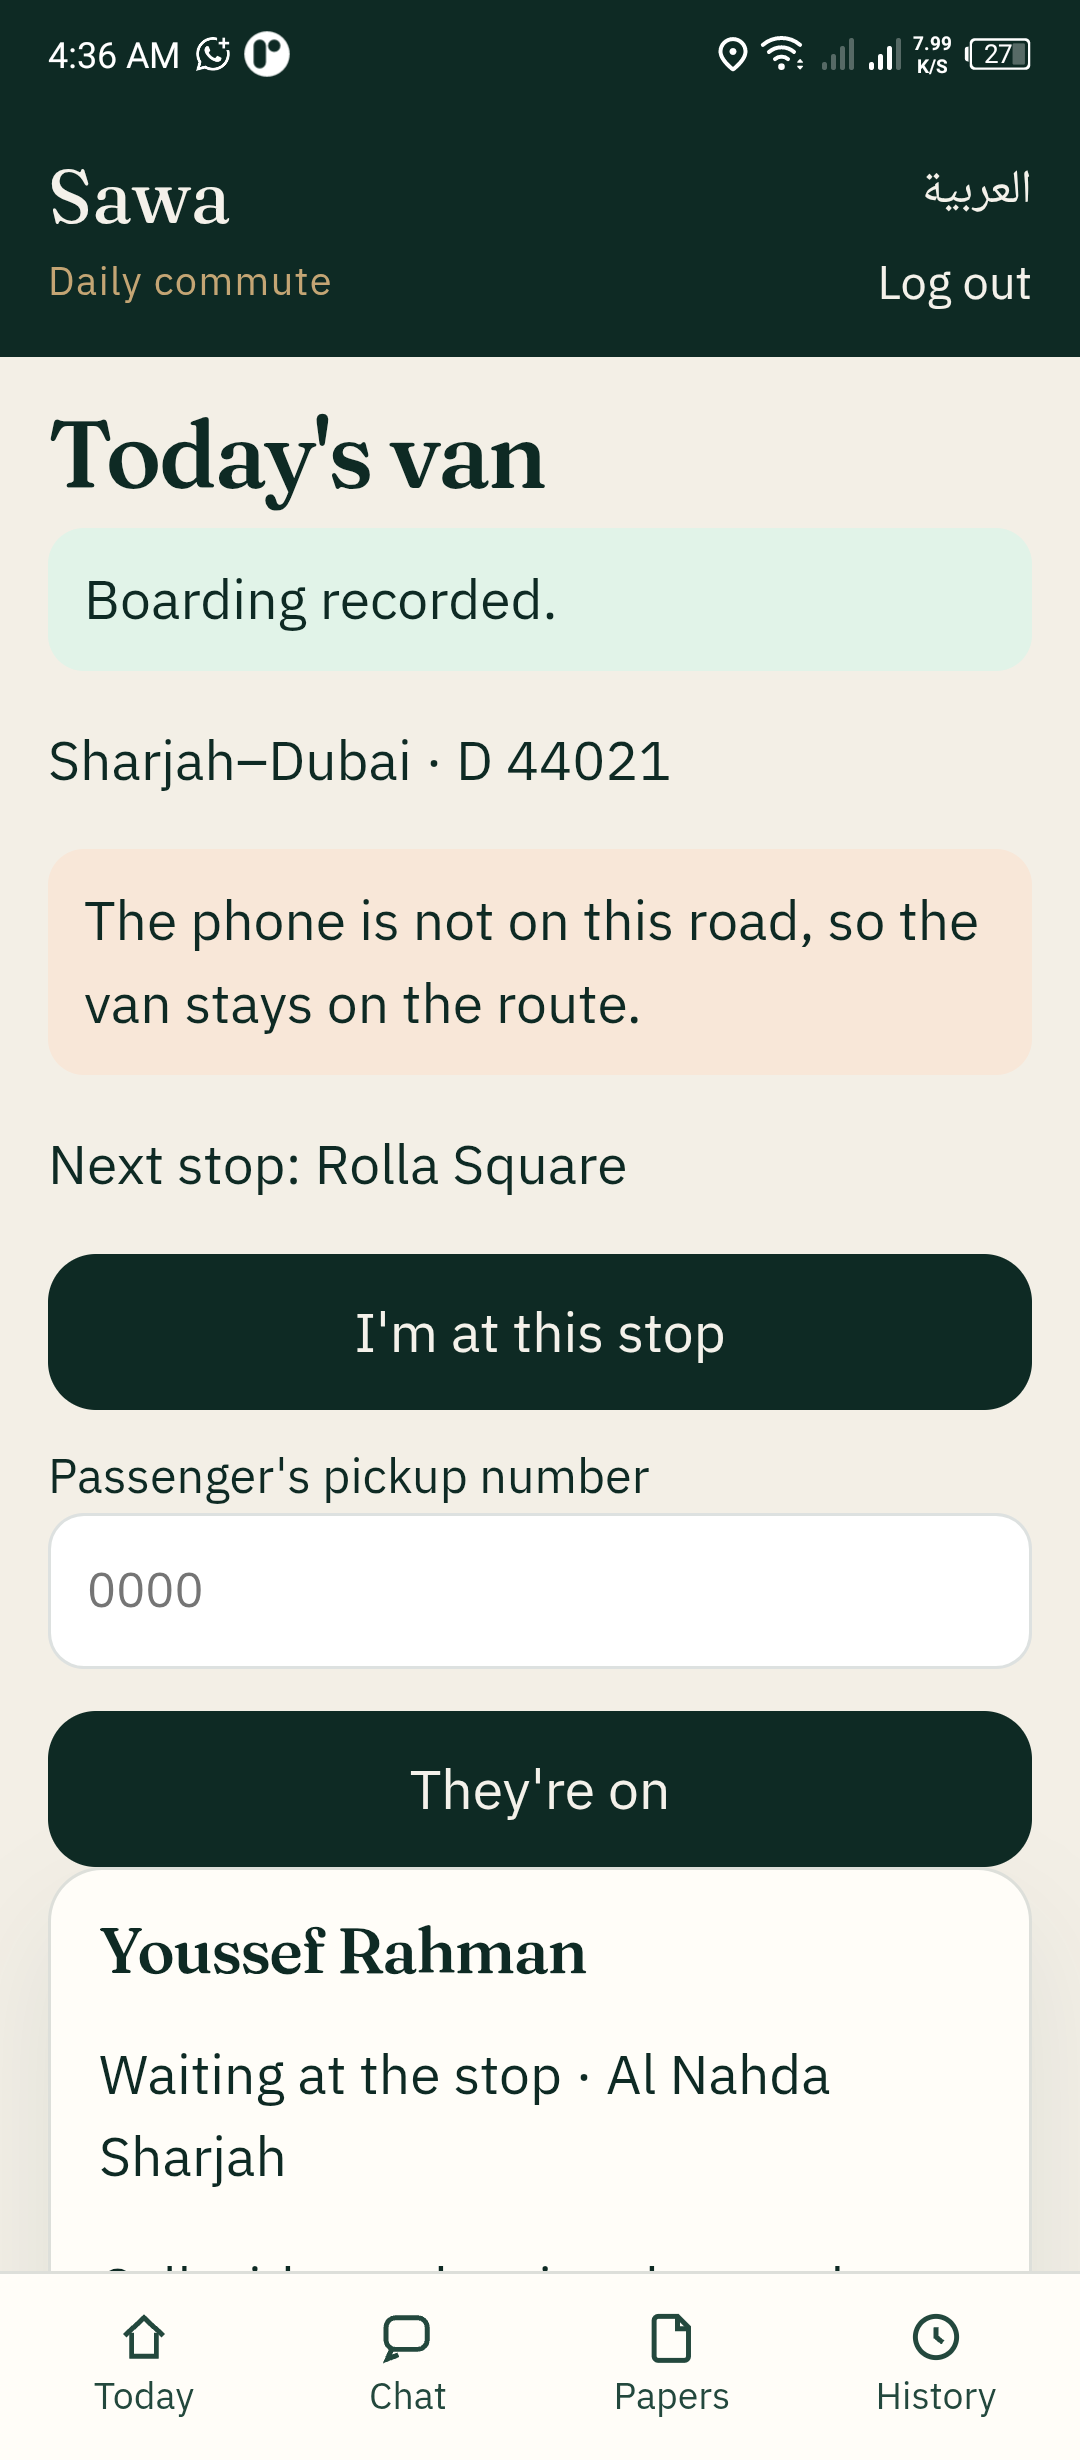 4:36 AM
7.99
K/S
27
Sawa
العربية
Daily commute
Log out
Today's van
Boarding recorded.
Sharjah–Dubai · D 44021
The phone is not on this road, so the
van stays on the route.
Next stop: Rolla Square
I'm at this stop
Passenger's pickup number
0000
They're on
Youssef Rahman
Waiting at the stop · Al Nahda
Sharjah
Today
Chat
Papers
History